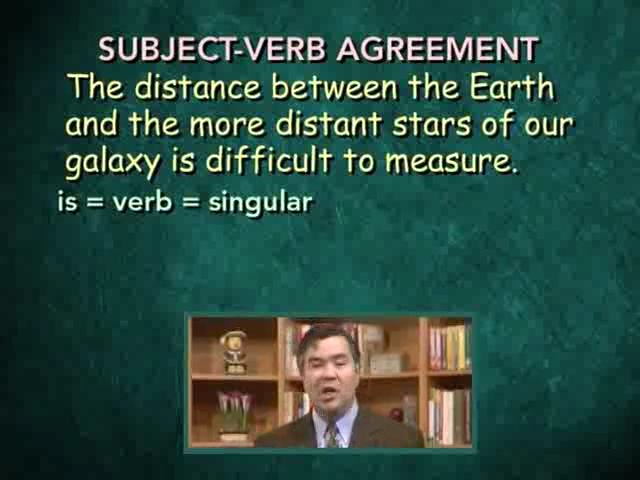 SUBJECT-VERB AGREEMENT
The distance between the Earth
and the more distant stars of our
galaxy is difficult to measure.
is = verb = singular